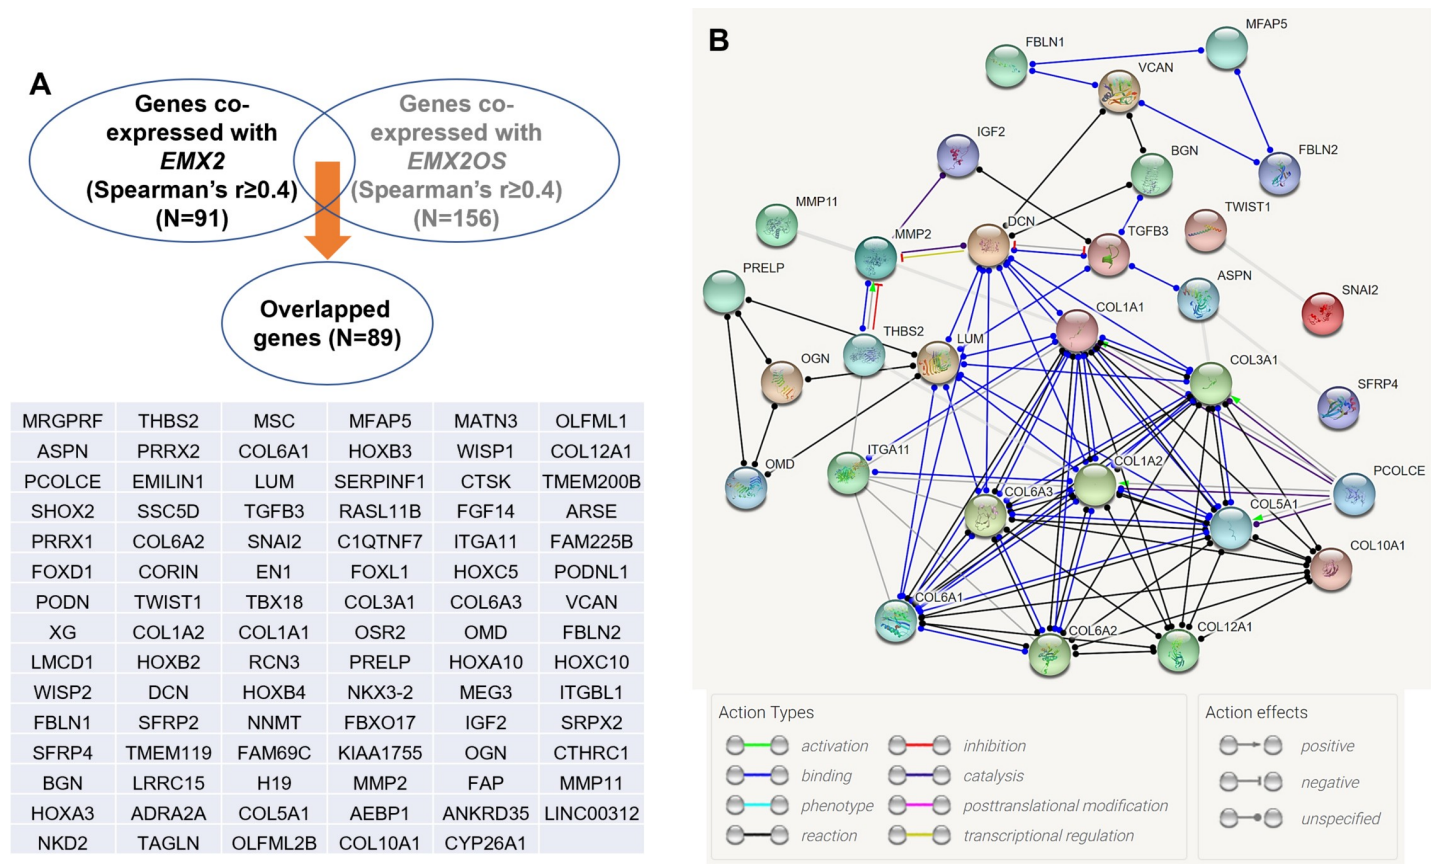 A
Genes co-
expressed with
EMX2
(Spearman's r≥0.4)
(N=91)
Genes co-
expressed with
EMX2OS
(Spearman's r≥0.4)
(N=156)
Overlapped
genes (N=89)
MRGPRF THBS2 MSC MFAP5 MATN3 OLFML1
ASPN PRRX2 COL6A1 HOXB3 WISP1 COL12A1
PCOLCE EMILIN1 LUM SERPINF1 CTSK TMEM200B
SHOX2 SSC5D TGFB3 RASL11B FGF14 ARSE
PRRX1 COL6A2 SNAI2 C1QTNF7 ITGA11 FAM225B
FOXD1 CORIN EN1 FOXL1 HOXC5 PODNL1
PODN TWIST1 TBX18 COL3A1 COL6A3 VCAN
XG COL1A2 COL1A1 OSR2 OMD FBLN2
LMCD1 HOXB2 RCN3 PRELP HOXA10 HOXC10
WISP2 DCN HOXB4 NKX3-2 MEG3 ITGBL1
FBLN1 SFRP2 NNMT FBXO17 IGF2 SRPX2
SFRP4 TMEM119 FAM69C KIAA1755 OGN CTHRC1
BGN LRRC15 H19 MMP2 FAP MMP11
HOXA3 ADRA2A COL5A1 AEBP1 ANKRD35 LINC00312
NKD2 TAGLN OLFML2B COL10A1 CYP26A1
B
MFAP5
FBLN1
VCAN
IGF2
BGN
FBLN2
MMP11
TWIST1
DCN
MMP2
TGFB3
PRELP
ASPN
SNAI2
COL1A1
THBS2
LUM
OGN
COL3A1
SFRP4
ITGA11
OMD
COL1A2
PCOLCE
COL6A3
COL5A1
COL10A1
COL6A1
COL6A2
COL12A1
Action Types
activation
inhibition
binding
catalysis
phenotype
posttranslational modification
reaction
transcriptional regulation
Action effects
positive
negative
unspecified